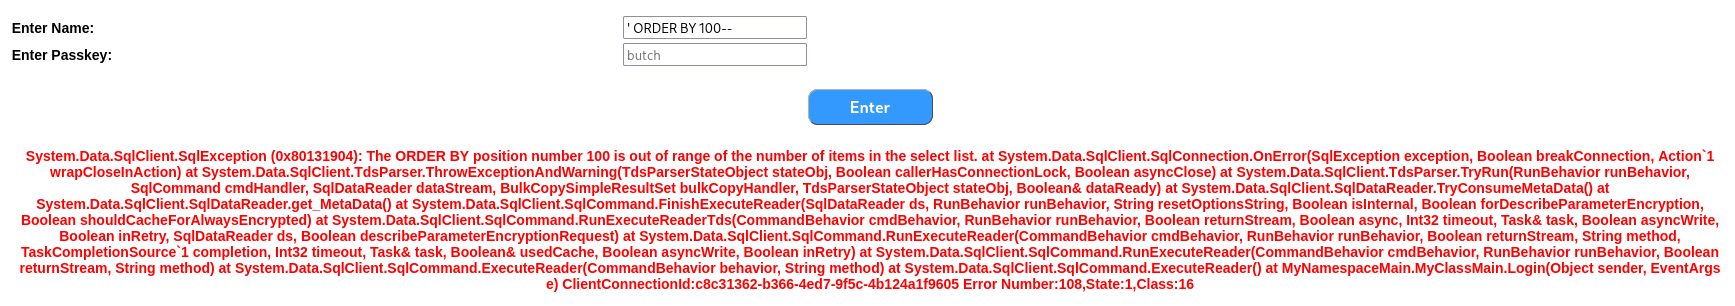 Enter Name:
' ORDER BY 100--
Enter Passkey:
butch
Enter
System.Data.SqlClient.SqlException (0x80131904): The ORDER BY position number 100 is out of range of the number of items in the select list. at System.Data.SqlClient.SqlConnection.OnError(SqlException exception, Boolean breakConnection, Action`1
wrapCloseInAction) at System.Data.SqlClient.TdsParser.ThrowExceptionAndWarning(TdsParserStateObject stateObj, Boolean callerHasConnectionLock, Boolean asyncClose) at System.Data.SqlClient.TdsParser.TryRun(RunBehavior runBehavior,
SqlCommand cmdHandler, SqlDataReader dataStream, BulkCopySimpleResultSet bulkCopyHandler, TdsParserStateObject stateObj, Boolean& dataReady) at System.Data.SqlClient.SqlDataReader.TryConsumeMetaData() at
System.Data.SqlClient.SqlDataReader.get_MetaData() at System.Data.SqlClient.SqlCommand.FinishExecuteReader(SqlDataReader ds, RunBehavior runBehavior, String resetOptionsString, Boolean isInternal, Boolean forDescribeParameterEncryption,
Boolean shouldCacheForAlwaysEncrypted) at System.Data.SqlClient.SqlCommand.RunExecuteReaderTds(CommandBehavior cmdBehavior, RunBehavior runBehavior, Boolean returnStream, Boolean async, Int32 timeout, Task& task, Boolean asyncWrite,
Boolean inRetry, SqlDataReader ds, Boolean describeParameterEncryptionRequest) at System.Data.SqlClient.SqlCommand.RunExecuteReader(CommandBehavior cmdBehavior, RunBehavior runBehavior, Boolean returnStream, String method,
TaskCompletionSource`1 completion, Int32 timeout, Task& task, Boolean& usedCache, Boolean asyncWrite, Boolean inRetry) at System.Data.SqlClient.SqlCommand.RunExecuteReader(CommandBehavior cmdBehavior, RunBehavior runBehavior, Boolean
returnStream, String method) at System.Data.SqlClient.SqlCommand.ExecuteReader(CommandBehavior behavior, String method) at System.Data.SqlClient.SqlCommand.ExecuteReader() at MyNamespaceMain.MyClassMain.Login(Object sender, EventArgs
e) ClientConnectionId:c8c31362-b366-4ed7-9f5c-4b124a1f9605 Error Number:108,State:1,Class:16